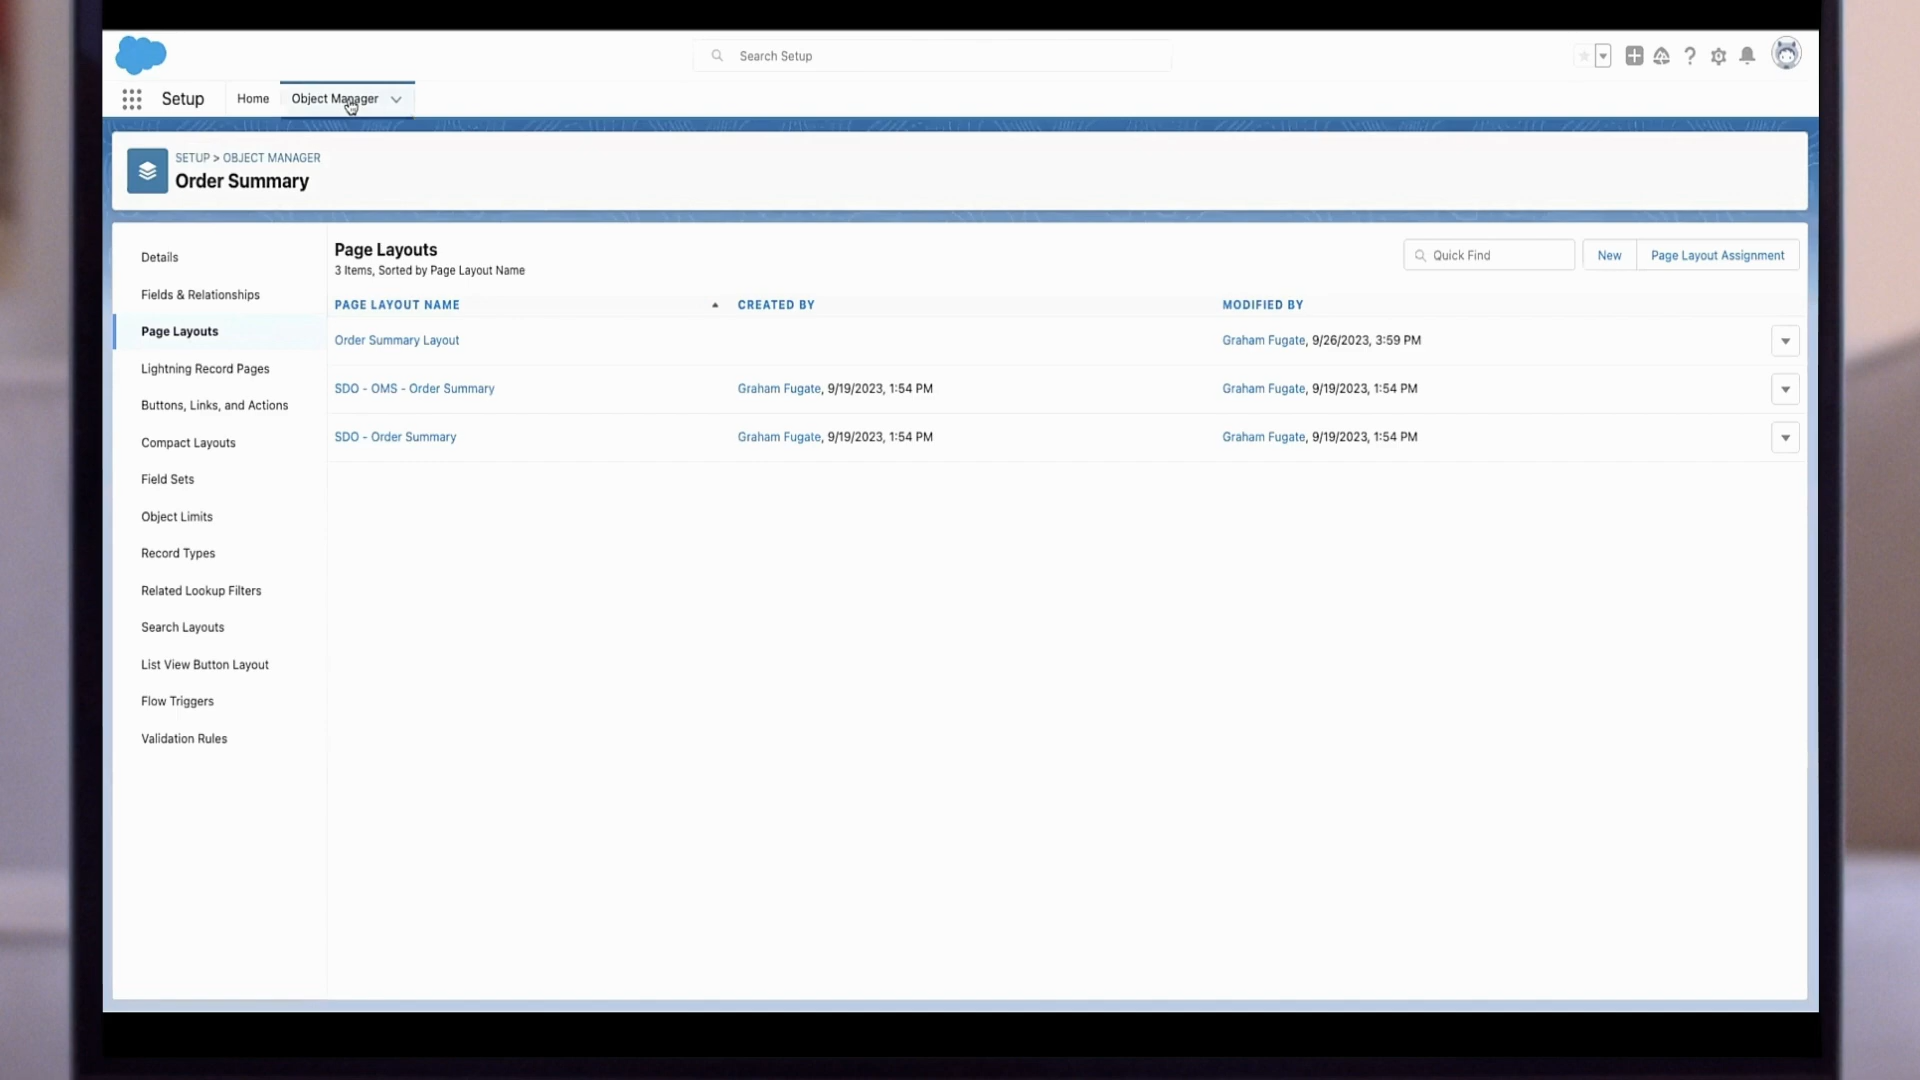 Search Setup
Setup Home Object Manager
SETUP > OBJECT MANAGER
Order Summary
Details
Fields & Relationships
Page Layouts
Lightning Record Pages
Buttons, Links, and Actions
Compact Layouts
Field Sets
Object Limits
Record Types
Related Lookup Filters
Search Layouts
List View Button Layout
Flow Triggers
Validation Rules
Page Layouts
3 Items, Sorted by Page Layout Name
Quick Find New Page Layout Assignment
PAGE LAYOUT NAME CREATED BY MODIFIED BY
Order Summary Layout Graham Fugate, 9/26/2023, 3:59 PM
SDO - OMS - Order Summary Graham Fugate, 9/19/2023, 1:54 PM Graham Fugate, 9/19/2023, 1:54 PM
SDO - Order Summary Graham Fugate, 9/19/2023, 1:54 PM Graham Fugate, 9/19/2023, 1:54 PM